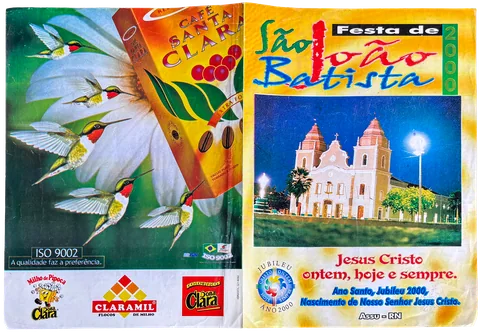 CAFÉ
SANTA
CLARA
ISO 9002
A qualidade faz a preferência.
Milho de Pipoca
CLARAMIL
FLOCOS DE MILHO
Clara
Festa de
São João
Batista
2000
Jesus Cristo
ontem, hoje e sempre.
JUBILEU
ANO 2000
Ano Santo, Jubileu 2000,
Nascimento de Nosso Senhor Jesus Cristo.
Assu - RN